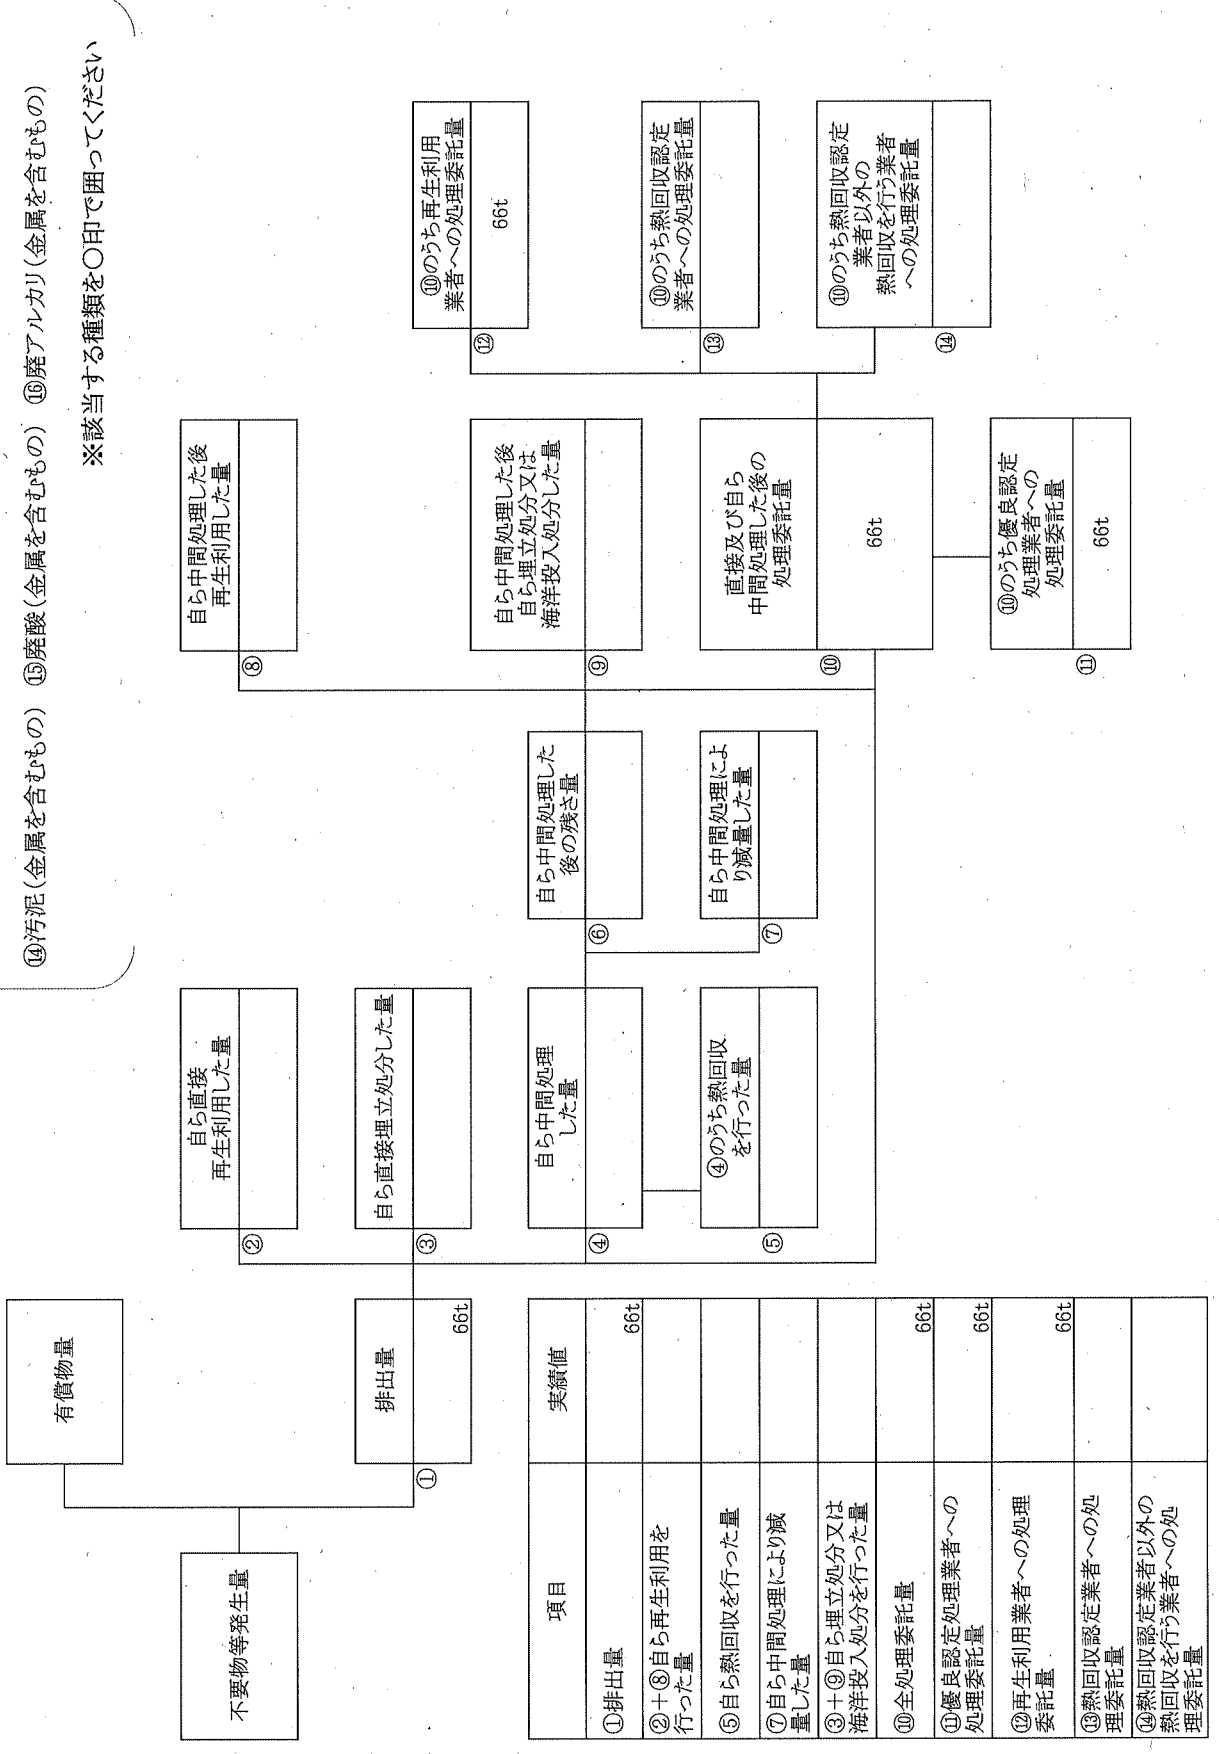 ⑭汚泥(金属を含むもの)　⑮廃酸(金属を含むもの)　⑯廃アルカリ(金属を含むもの)
※該当する種類を○印で囲ってください
有償物量
不要物等発生量
排出量
①
66t
自ら直接
再生利用した量
②
自ら直接埋立処分した量
③
自ら中間処理
した量
④
④のうち熱回収
を行った量
⑤
自ら中間処理した
後の残さ量
⑥
自ら中間処理によ
り減量した量
⑦
自ら中間処理した後
再生利用した量
⑧
自ら中間処理した後
自ら埋立処分又は
海洋投入処分した量
⑨
直接及び自ら
中間処理した後の
処理委託量
⑩
66t
⑩のうち優良認定
処理業者への
処理委託量
⑪
66t
⑩のうち再生利用
業者への処理委託量
⑫
66t
⑩のうち熱回収認定
業者への処理委託量
⑬
⑩のうち熱回収認定
業者以外の
熱回収を行う業者
への処理委託量
⑭
項目　実績値
①排出量　66t
②+⑧自ら再生利用を
行った量
⑤自ら熱回収を行った量
⑦自ら中間処理により減
量した量
③+⑨自ら埋立処分又は
海洋投入処分を行った量
⑩全処理委託量　66t
⑪優良認定処理業者への
処理委託量　66t
⑫再生利用業者への処理
委託量　66t
⑬熱回収認定業者への処
理委託量
⑭熱回収認定業者以外の
熱回収を行う業者への処
理委託量